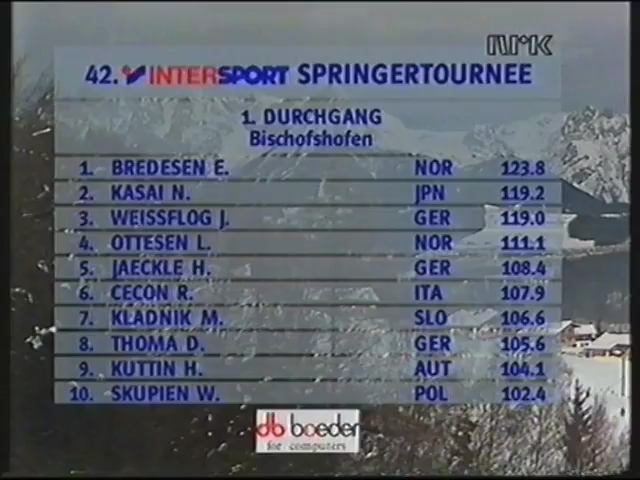 NRK
42. INTERSPORT SPRINGERTOURNEE
1. DURCHGANG
Bischofshofen
1. BREDESEN E. NOR 123.8
2. KASAI N. JPN 119.2
3. WEISSFLOG J. GER 119.0
4. OTTESEN L. NOR 111.1
5. JAECKLE H. GER 108.4
6. CECON R. ITA 107.9
7. KLADNIK M. SLO 106.6
8. THOMA D. GER 105.6
9. KUTTIN H. AUT 104.1
10. SKUPIEN W. POL 102.4
db boeder
for computers